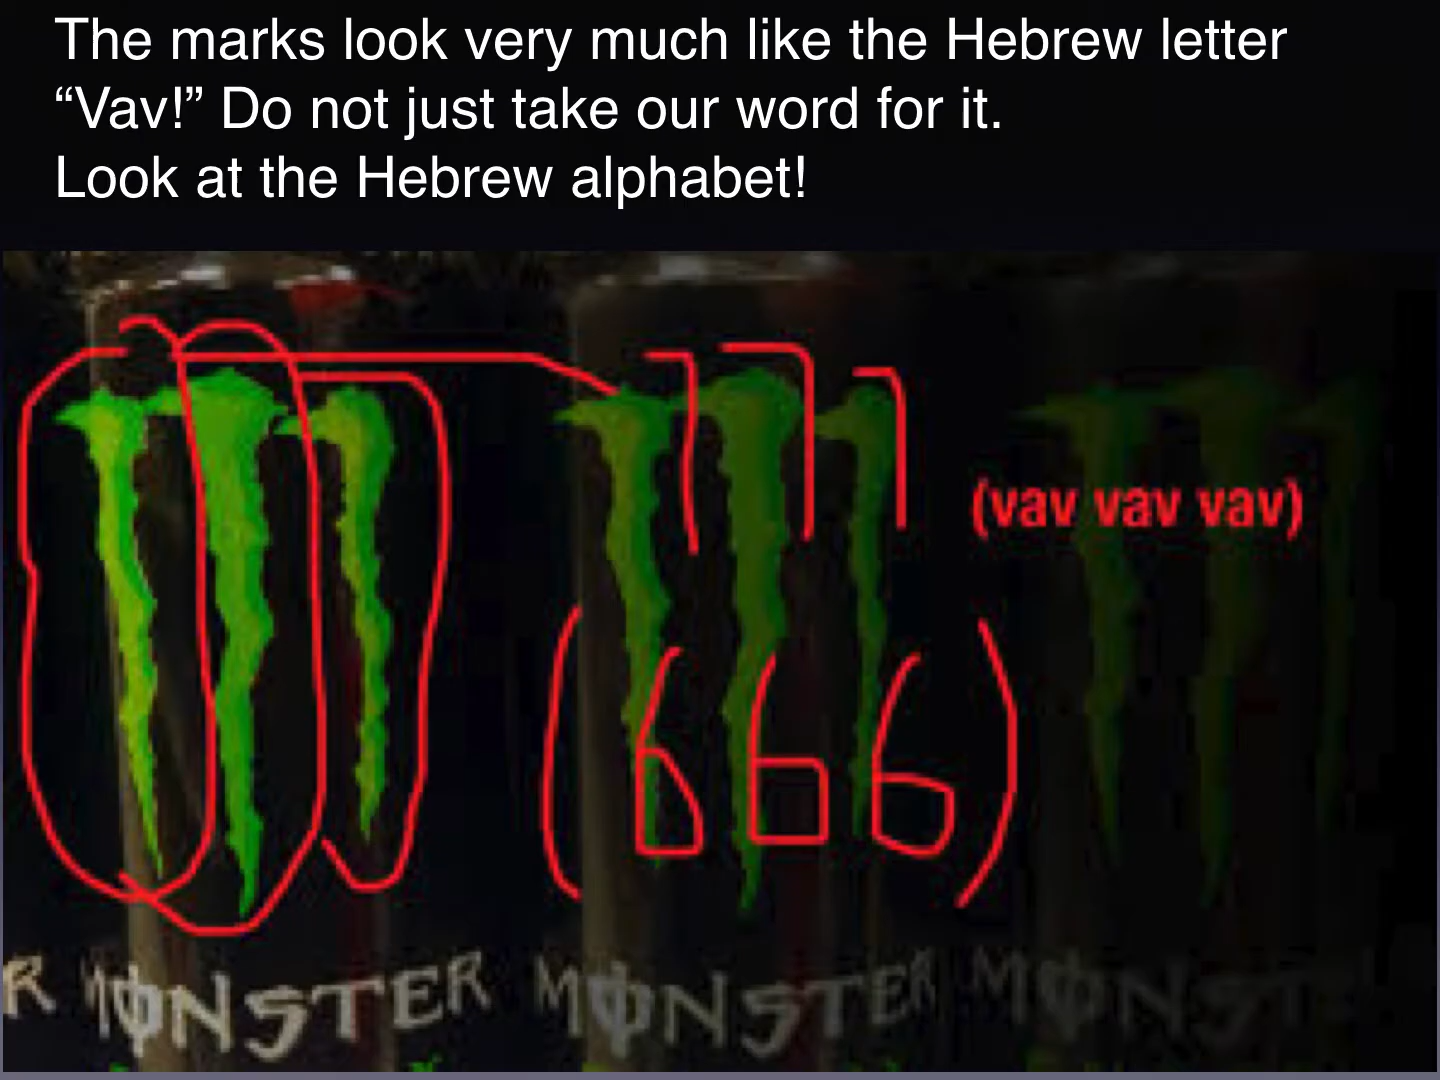 The marks look very much like the Hebrew letter
“Vav!” Do not just take our word for it.
Look at the Hebrew alphabet!
(vav vav vav)
(666)
R MONSTER MONSTER MONSTE